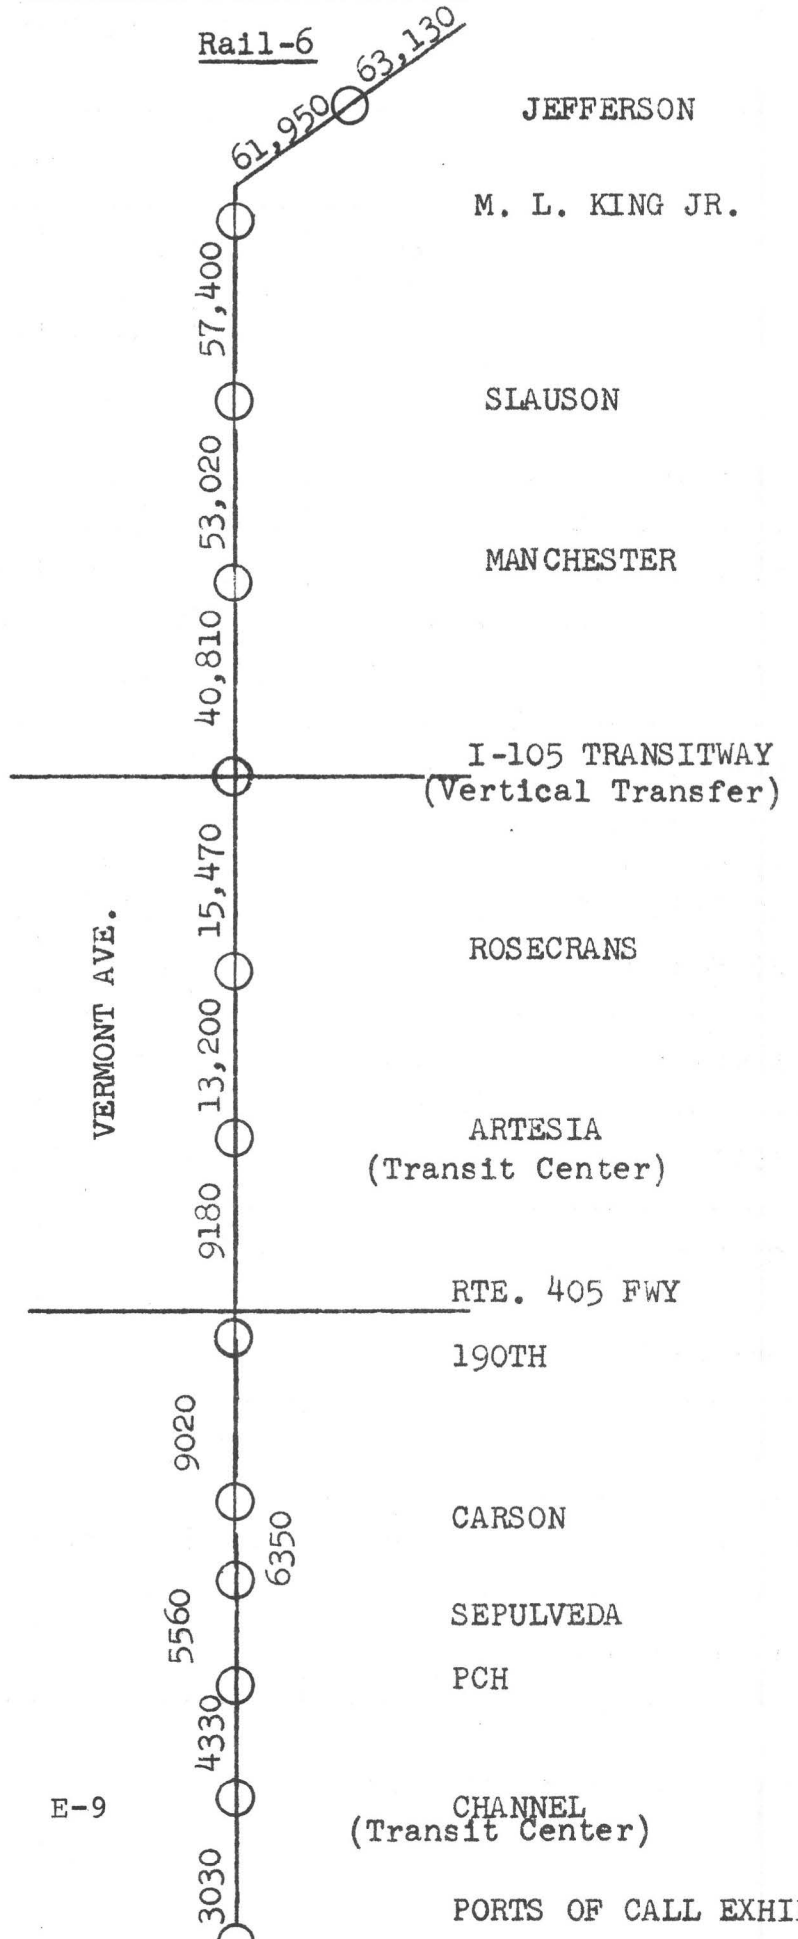 Rail-6
63,130
61,950
JEFFERSON
M. L. KING JR.
57,400
SLAUSON
53,020
MANCHESTER
40,810
I-105 TRANSITWAY
(Vertical Transfer)
15,470
VERMONT AVE.
ROSECRANS
13,200
ARTESIA
(Transit Center)
9180
RTE. 405 FWY
190TH
9020
CARSON
6350
SEPULVEDA
5560
PCH
4330
E-9
CHANNEL
(Transit Center)
3030
PORTS OF CALL